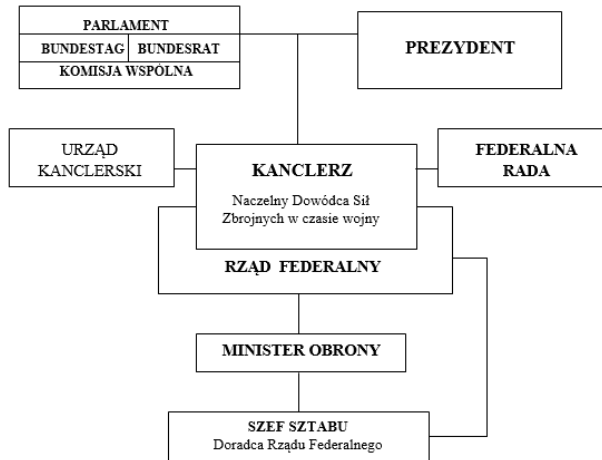 PARLAMENT
BUNDESTAG BUNDESRAT
KOMISJA WSPÓLNA
PREZYDENT
URZĄD
KANCLERSKI
KANCLERZ
Naczelny Dowódca Sił
Zbrojnych w czasie wojny
FEDERALNA
RADA
RZĄD FEDERALNY
MINISTER OBRONY
SZEF SZTABU
Doradca Rządu Federalnego